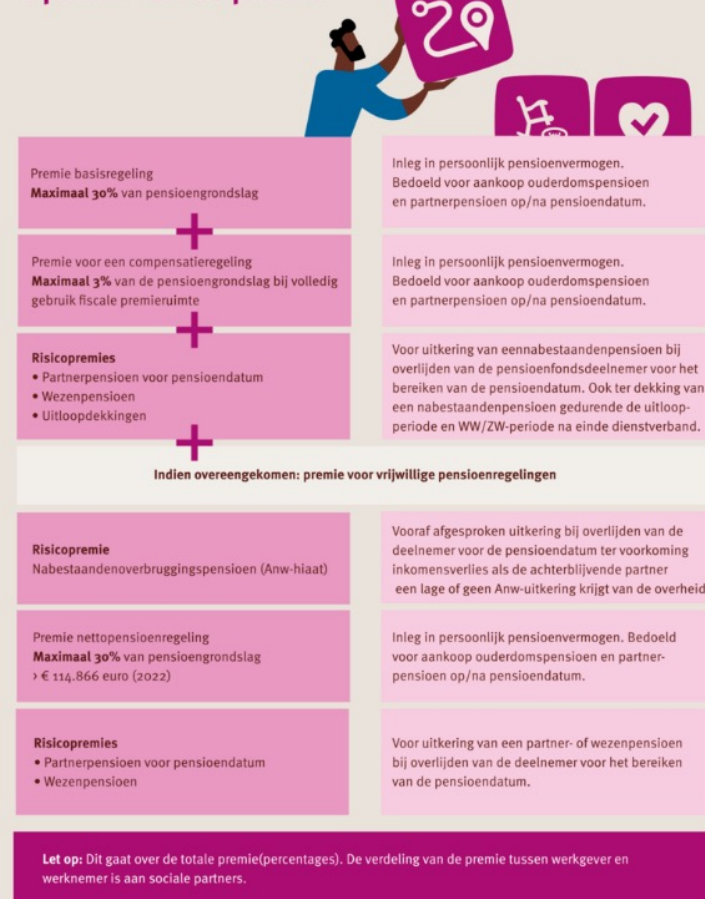 Premie basisregeling
Maximaal 30% van pensioengrondslag
Inleg in persoonlijk pensioenvermogen.
Bedoeld voor aankoop ouderdomspensioen
en partnerpensioen op/na pensioendatum.
+
Premie voor een compensatieregeling
Maximaal 3% van de pensioengrondslag bij volledig
gebruik fiscale premieruimte
Inleg in persoonlijk pensioenvermogen.
Bedoeld voor aankoop ouderdomspensioen
en partnerpensioen op/na pensioendatum.
+
Risicopremies
• Partnerpensioen voor pensioendatum
• Wezenpensioen
• Uitloopdekkingen
Voor uitkering van eennabestaandenpensioen bij
overlijden van de pensioenfondsdeelnemer voor het
bereiken van de pensioendatum. Ook ter dekking van
een nabestaandenpensioen gedurende de uitloop-
periode en WW/ZW-periode na einde dienstverband.
+
Indien overeengekomen: premie voor vrijwillige pensioenregelingen
Risicopremie
Nabestaandenoverbruggingspensioen (Anw-hiaat)
Vooraf afgesproken uitkering bij overlijden van de
deelnemer voor de pensioendatum ter voorkoming
inkomensverlies als de achterblijvende partner
een lage of geen Anw-uitkering krijgt van de overheid
Premie nettopensioenregeling
Maximaal 30% van pensioengrondslag
› € 114.866 euro (2022)
Inleg in persoonlijk pensioenvermogen. Bedoeld
voor aankoop ouderdomspensioen en partner-
pensioen op/na pensioendatum.
Risicopremies
• Partnerpensioen voor pensioendatum
• Wezenpensioen
Voor uitkering van een partner- of wezenpensioen
bij overlijden van de deelnemer voor het bereiken
van de pensioendatum.
Let op: Dit gaat over de totale premie(percentages). De verdeling van de premie tussen werkgever en
werknemer is aan sociale partners.